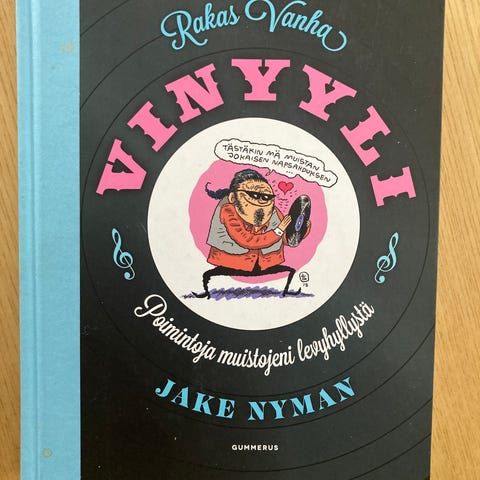 Rakas Vanha
VINYYLI
TÄSTÄKIN MÄ MUISTAN
JOKAISEN NAPSAHDUKSEN
...
Poimintoja muistojeni levyhyllystä
JAKE NYMAN
GUMMERUS